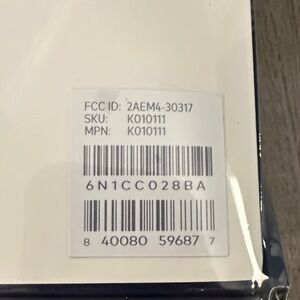 FCC ID: 2AEM4-30317
SKU: K010111
MPN: K010111
6N1CC028BA
8 40080 59687 7